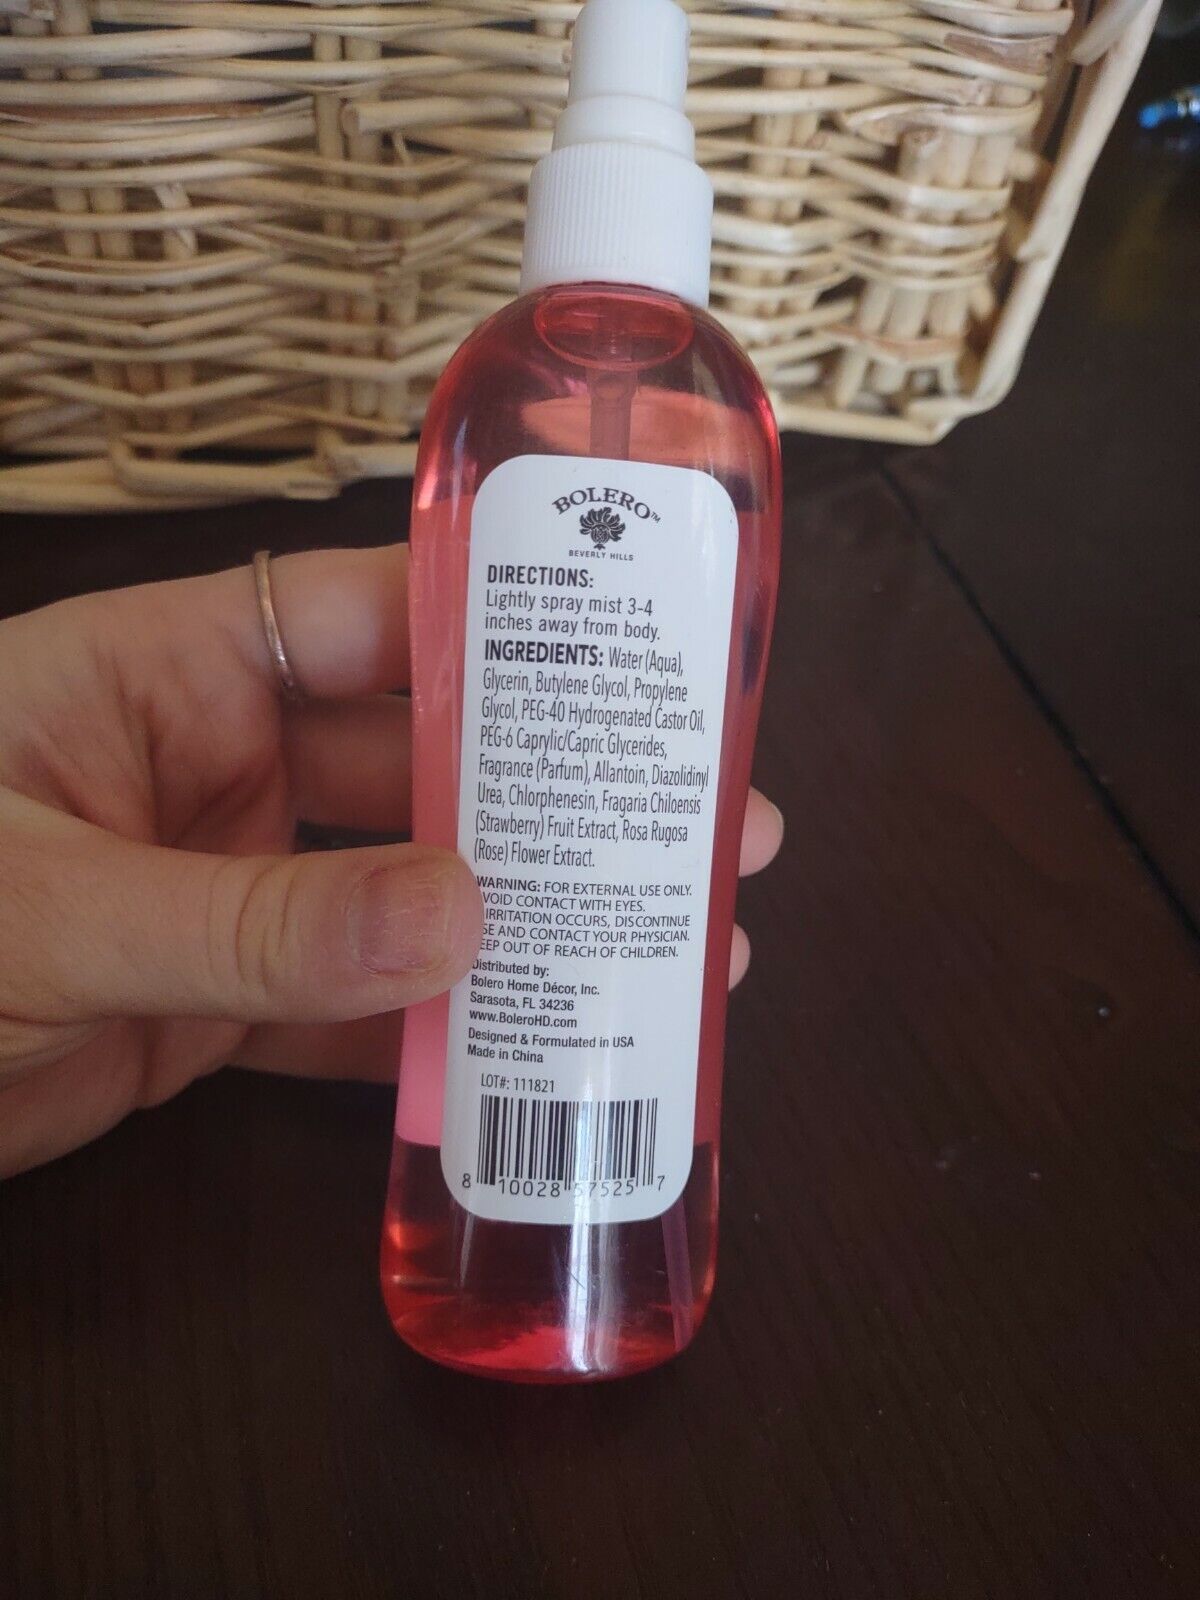 BOLERO™
BEVERLY HILLS
DIRECTIONS:
Lightly spray mist 3-4
inches away from body.
INGREDIENTS: Water (Aqua),
Glycerin, Butylene Glycol, Propylene
Glycol, PEG-40 Hydrogenated Castor Oil,
PEG-6 Caprylic/Capric Glycerides,
Fragrance (Parfum), Allantoin, Diazolidinyl
Urea, Chlorphenesin, Fragaria Chiloensis
(Strawberry) Fruit Extract, Rosa Rugosa
(Rose) Flower Extract.
WARNING: FOR EXTERNAL USE ONLY.
VOID CONTACT WITH EYES.
IRRITATION OCCURS, DISCONTINUE
SE AND CONTACT YOUR PHYSICIAN.
EEP OUT OF REACH OF CHILDREN.
Distributed by:
Bolero Home Décor, Inc.
Sarasota, FL 34236
www.BoleroHD.com
Designed & Formulated in USA
Made in China
LOT#: 111821
8 10028 57525 7